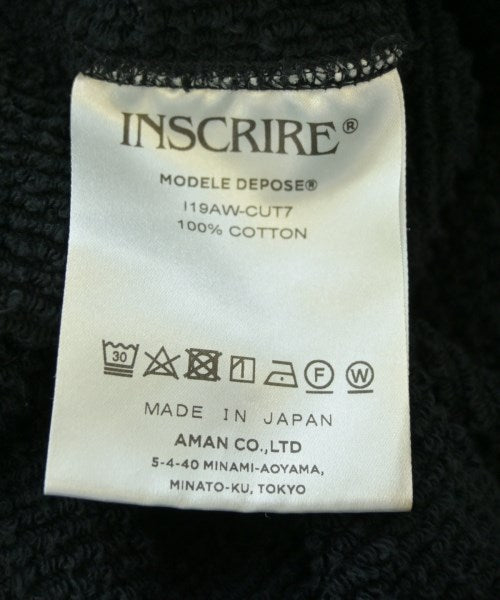 INSCRIRE®
MODELE DEPOSE®
I19AW-CUT7
100% COTTON
30
F
W
MADE IN JAPAN
AMAN CO.,LTD
5-4-40 MINAMI-AOYAMA,
MINATO-KU, TOKYO